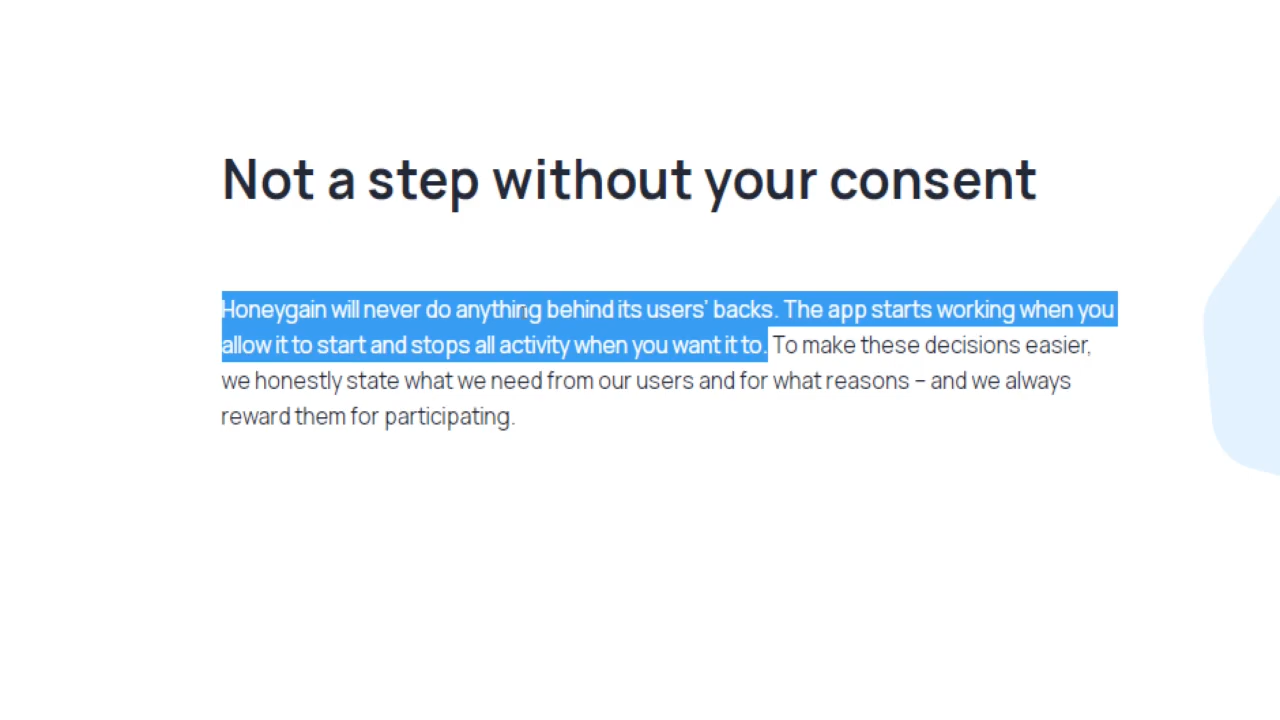 Not a step without your consent
Honeygain will never do anything behind its users’ backs. The app starts working when you
allow it to start and stops all activity when you want it to. To make these decisions easier,
we honestly state what we need from our users and for what reasons – and we always
reward them for participating.